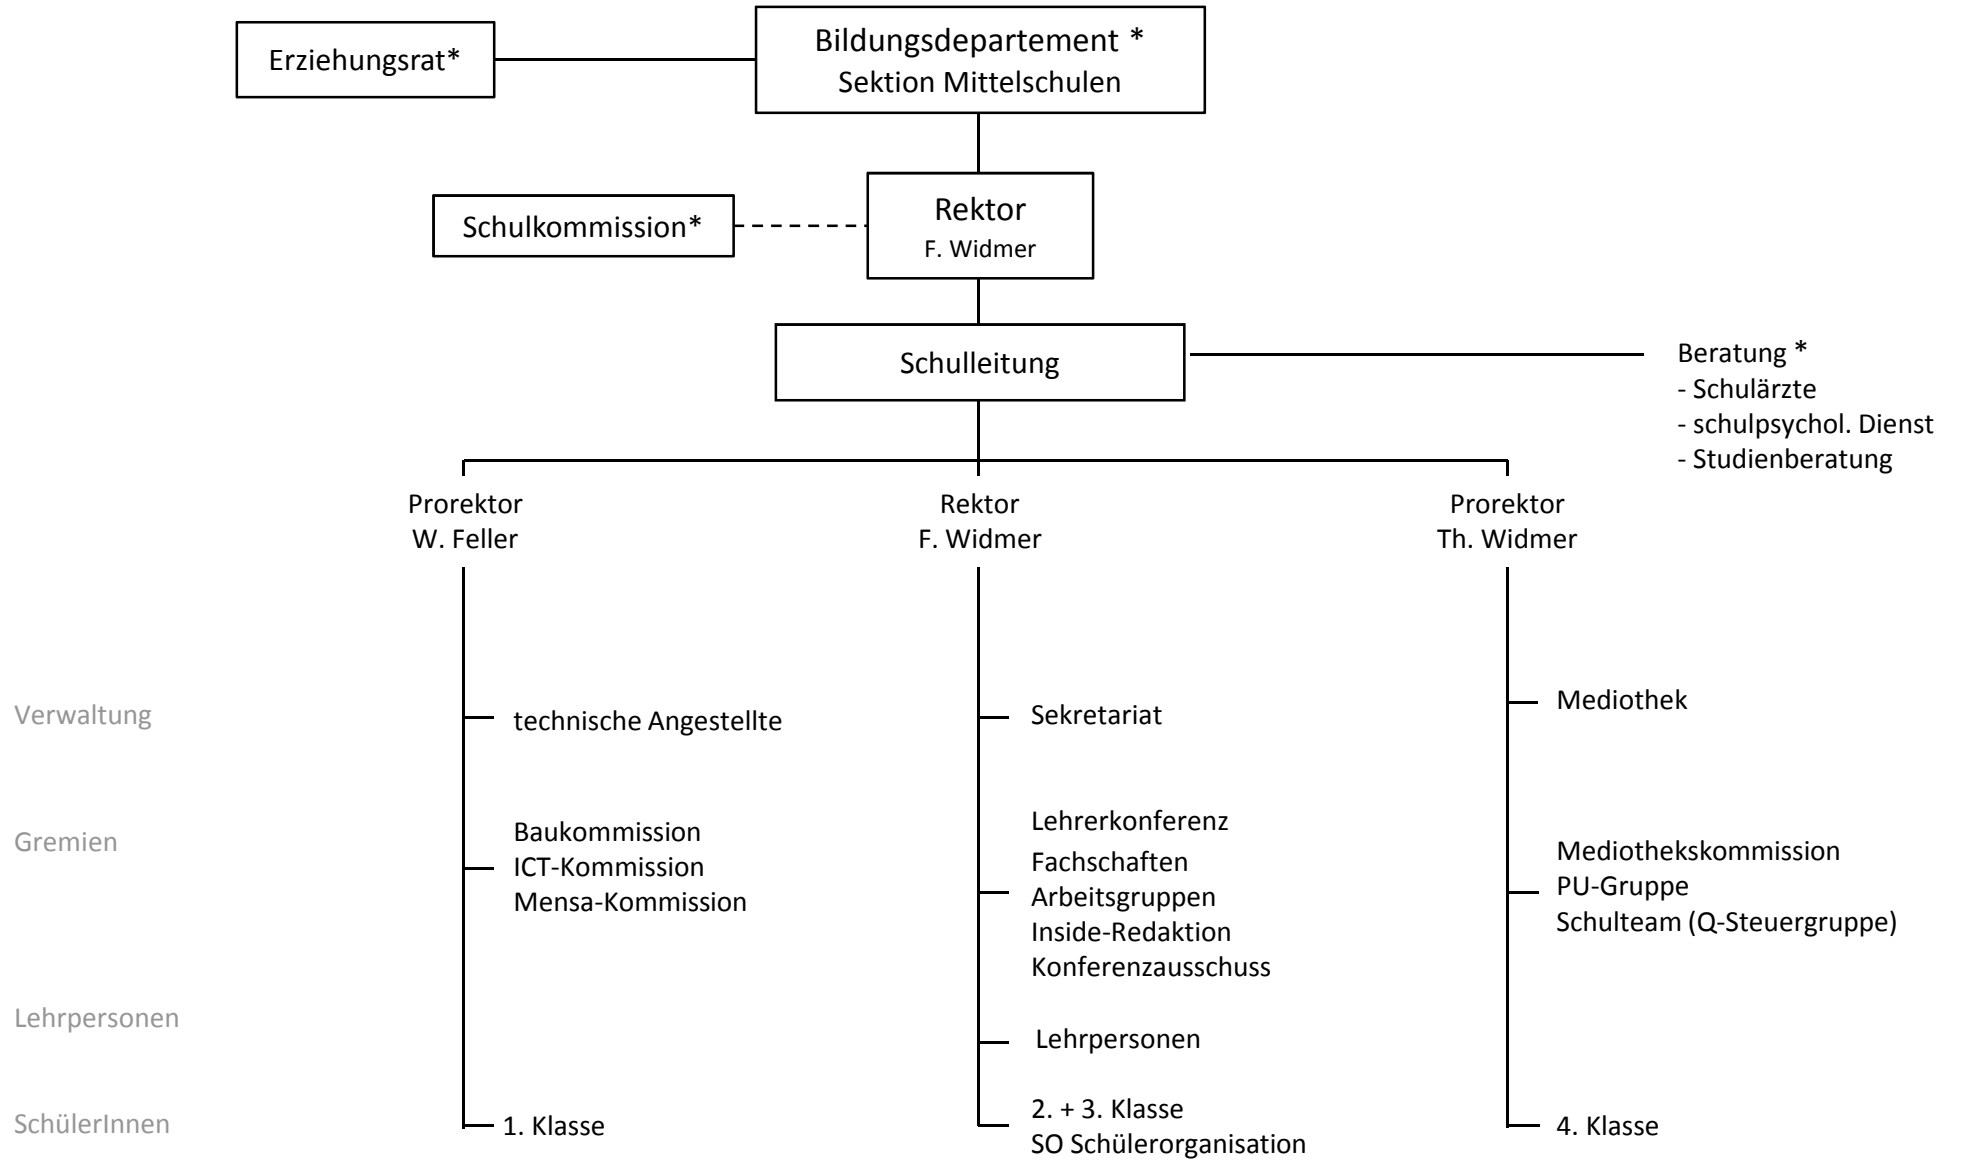 Erziehungsrat*
Bildungsdepartement *
Sektion Mittelschulen
Schulkommission*
Rektor
F. Widmer
Schulleitung
Beratung *
- Schulärzte
- schulpsychol. Dienst
- Studienberatung
Prorektor
W. Feller
Rektor
F. Widmer
Prorektor
Th. Widmer
Verwaltung
technische Angestellte
Sekretariat
Mediothek
Gremien
Baukommission
ICT-Kommission
Mensa-Kommission
Lehrerkonferenz
Fachschaften
Arbeitsgruppen
Inside-Redaktion
Konferenzausschuss
Mediothekskommission
PU-Gruppe
Schulteam (Q-Steuergruppe)
Lehrpersonen
Lehrpersonen
SchülerInnen
1. Klasse
2. + 3. Klasse
SO Schülerorganisation
4. Klasse